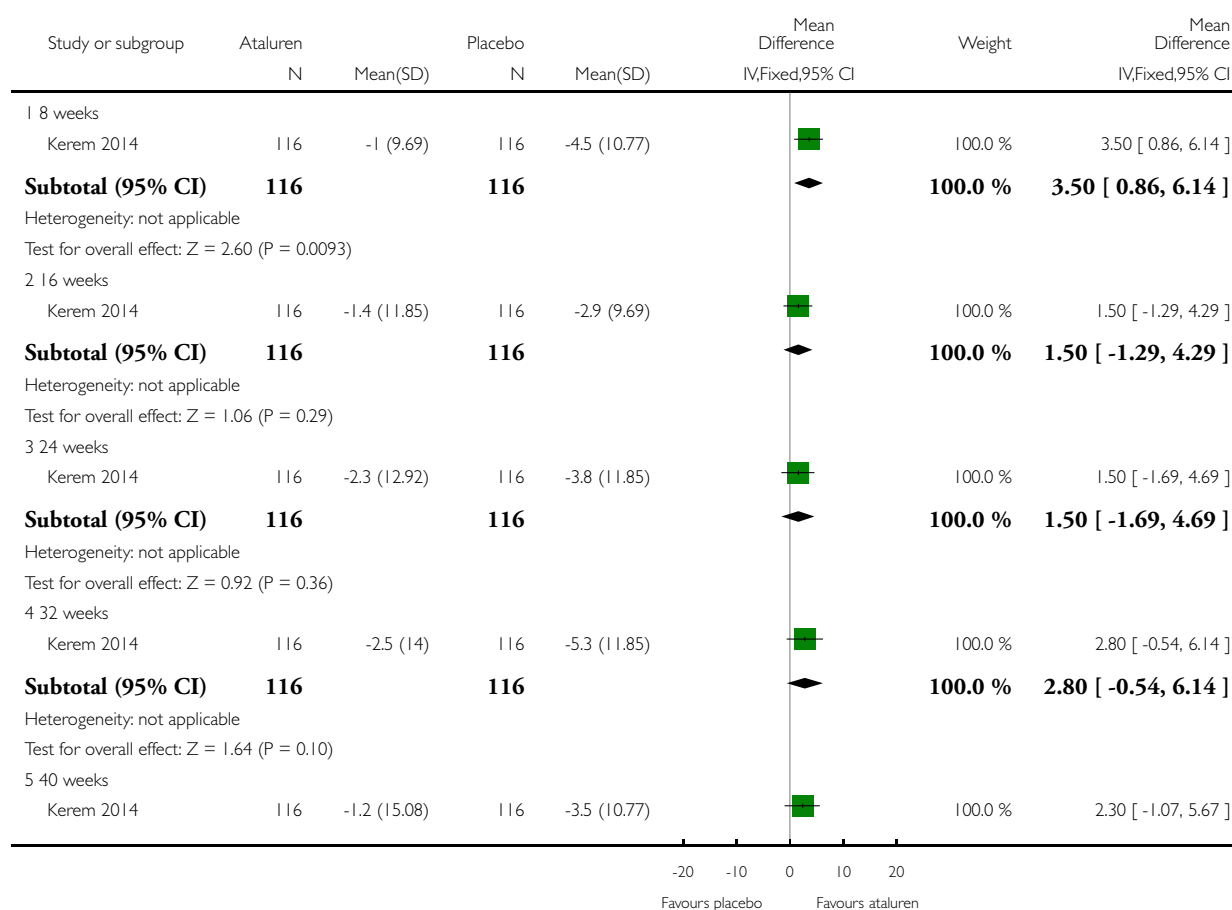 Mean Mean
Study or subgroup Ataluren Placebo Difference Weight Difference
N Mean(SD) N Mean(SD) IV,Fixed,95% CI IV,Fixed,95% CI
1 8 weeks
Kerem 2014 116 -1 (9.69) 116 -4.5 (10.77) 100.0 % 3.50 [ 0.86, 6.14 ]
Subtotal (95% CI) 116 116 100.0 % 3.50 [ 0.86, 6.14 ]
Heterogeneity: not applicable
Test for overall effect: Z = 2.60 (P = 0.0093)
2 16 weeks
Kerem 2014 116 -1.4 (11.85) 116 -2.9 (9.69) 100.0 % 1.50 [ -1.29, 4.29 ]
Subtotal (95% CI) 116 116 100.0 % 1.50 [ -1.29, 4.29 ]
Heterogeneity: not applicable
Test for overall effect: Z = 1.06 (P = 0.29)
3 24 weeks
Kerem 2014 116 -2.3 (12.92) 116 -3.8 (11.85) 100.0 % 1.50 [ -1.69, 4.69 ]
Subtotal (95% CI) 116 116 100.0 % 1.50 [ -1.69, 4.69 ]
Heterogeneity: not applicable
Test for overall effect: Z = 0.92 (P = 0.36)
4 32 weeks
Kerem 2014 116 -2.5 (14) 116 -5.3 (11.85) 100.0 % 2.80 [ -0.54, 6.14 ]
Subtotal (95% CI) 116 116 100.0 % 2.80 [ -0.54, 6.14 ]
Heterogeneity: not applicable
Test for overall effect: Z = 1.64 (P = 0.10)
5 40 weeks
Kerem 2014 116 -1.2 (15.08) 116 -3.5 (10.77) 100.0 % 2.30 [ -1.07, 5.67 ]
-20 -10 0 10 20
Favours placebo Favours ataluren